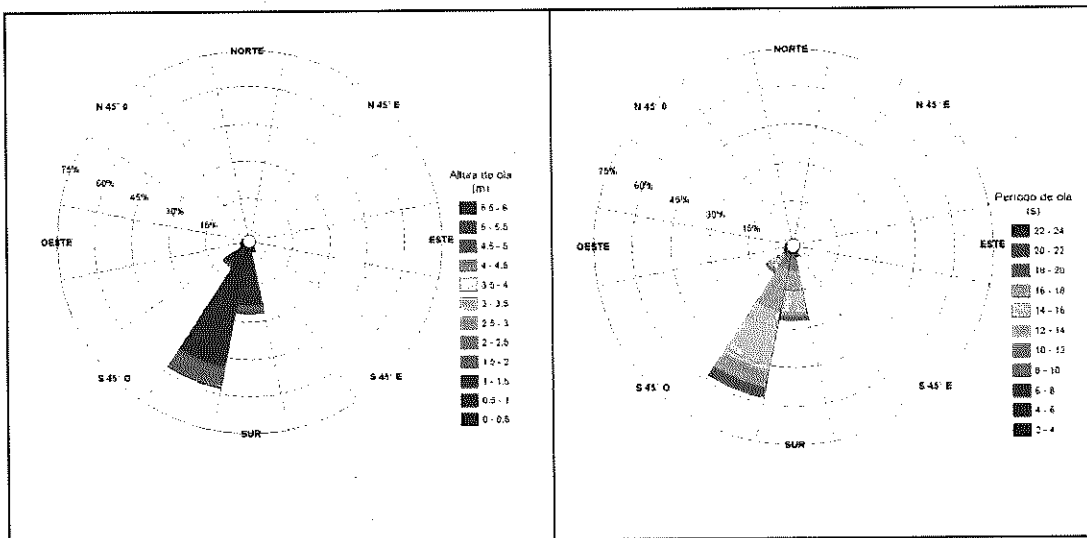 NORTE
N 45° O
N 45° E
75%
60%
45%
30%
15%
OESTE
ESTE
S 45° O
S 45° E
SUR
Altura de ola
(m)
5.5 - 6
5 - 5.5
4.5 - 5
4 - 4.5
3.5 - 4
3 - 3.5
2.5 - 3
2 - 2.5
1.5 - 2
1 - 1.5
0.5 - 1
0 - 0.5
NORTE
N 45° O
N 45° E
75%
60%
45%
30%
15%
OESTE
ESTE
S 45° O
S 45° E
SUR
Periodo de ola
(s)
22 - 24
20 - 22
18 - 20
16 - 18
14 - 16
12 - 14
10 - 12
8 - 10
6 - 8
4 - 6
2 - 4